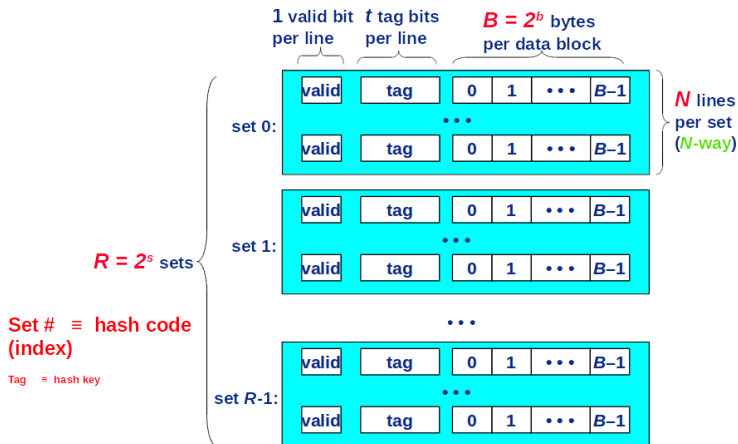 1 valid bit per line
t tag bits per line
B = 2^b bytes per data block
valid tag 0 1 • • • B–1
• • •
set 0:
valid tag 0 1 • • • B–1
N lines per set (N-way)
valid tag 0 1 • • • B–1
set 1:
• • •
valid tag 0 1 • • • B–1
R = 2^s sets
• • •
Set # ≡ hash code
(index)
Tag ≡ hash key
valid tag 0 1 • • • B–1
• • •
set R-1:
valid tag 0 1 • • • B–1